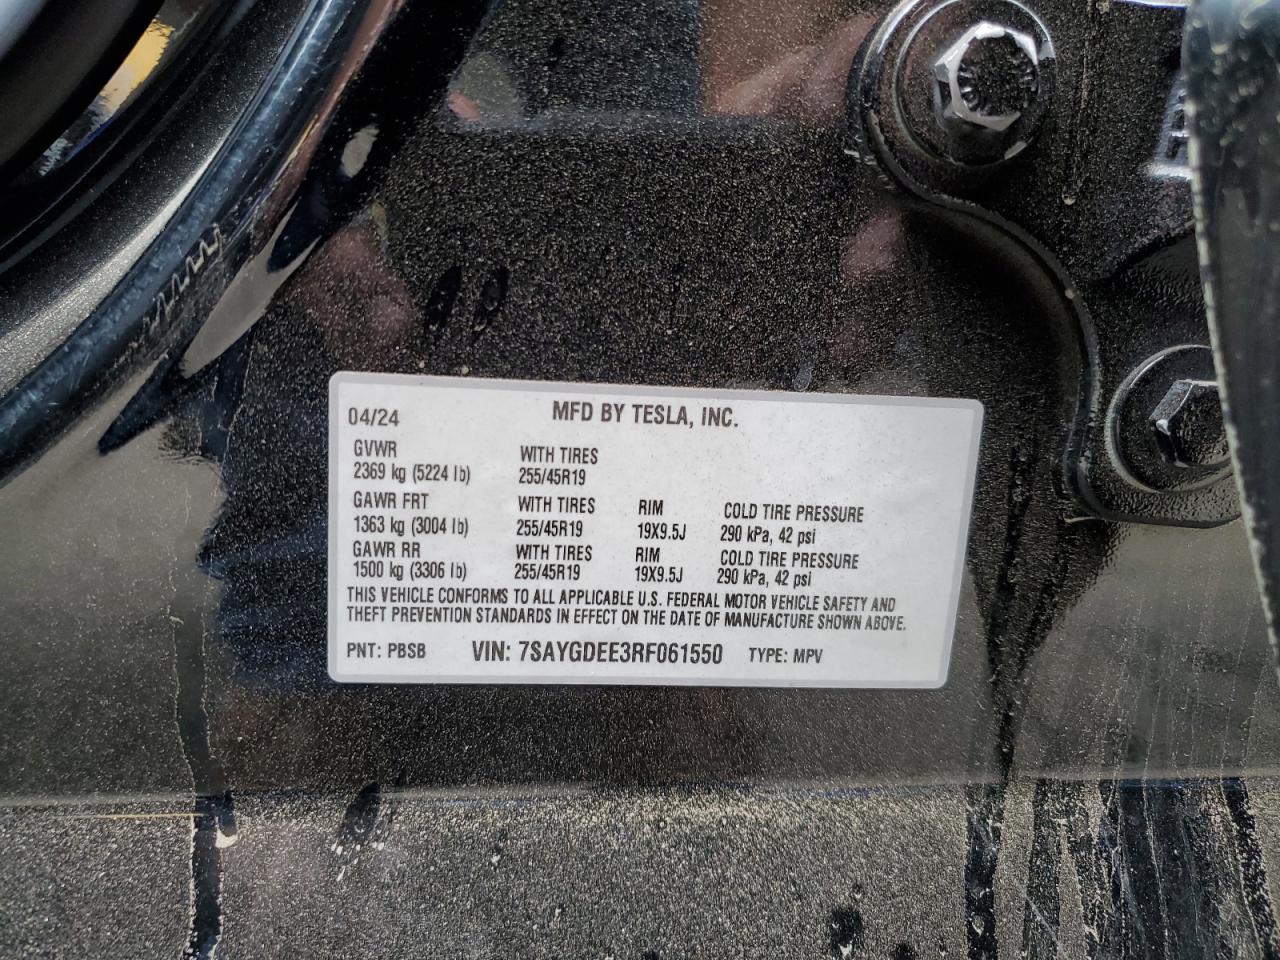 04/24 MFD BY TESLA, INC.
GVWR WITH TIRES
2369 kg (5224 lb) 255/45R19
GAWR FRT WITH TIRES RIM COLD TIRE PRESSURE
1363 kg (3004 lb) 255/45R19 19X9.5J 290 kPa, 42 psi
GAWR RR WITH TIRES RIM COLD TIRE PRESSURE
1500 kg (3306 lb) 255/45R19 19X9.5J 290 kPa, 42 psi
THIS VEHICLE CONFORMS TO ALL APPLICABLE U.S. FEDERAL MOTOR VEHICLE SAFETY AND
THEFT PREVENTION STANDARDS IN EFFECT ON THE DATE OF MANUFACTURE SHOWN ABOVE.
PNT: PBSB VIN: 7SAYGDEE3RF061550 TYPE: MPV